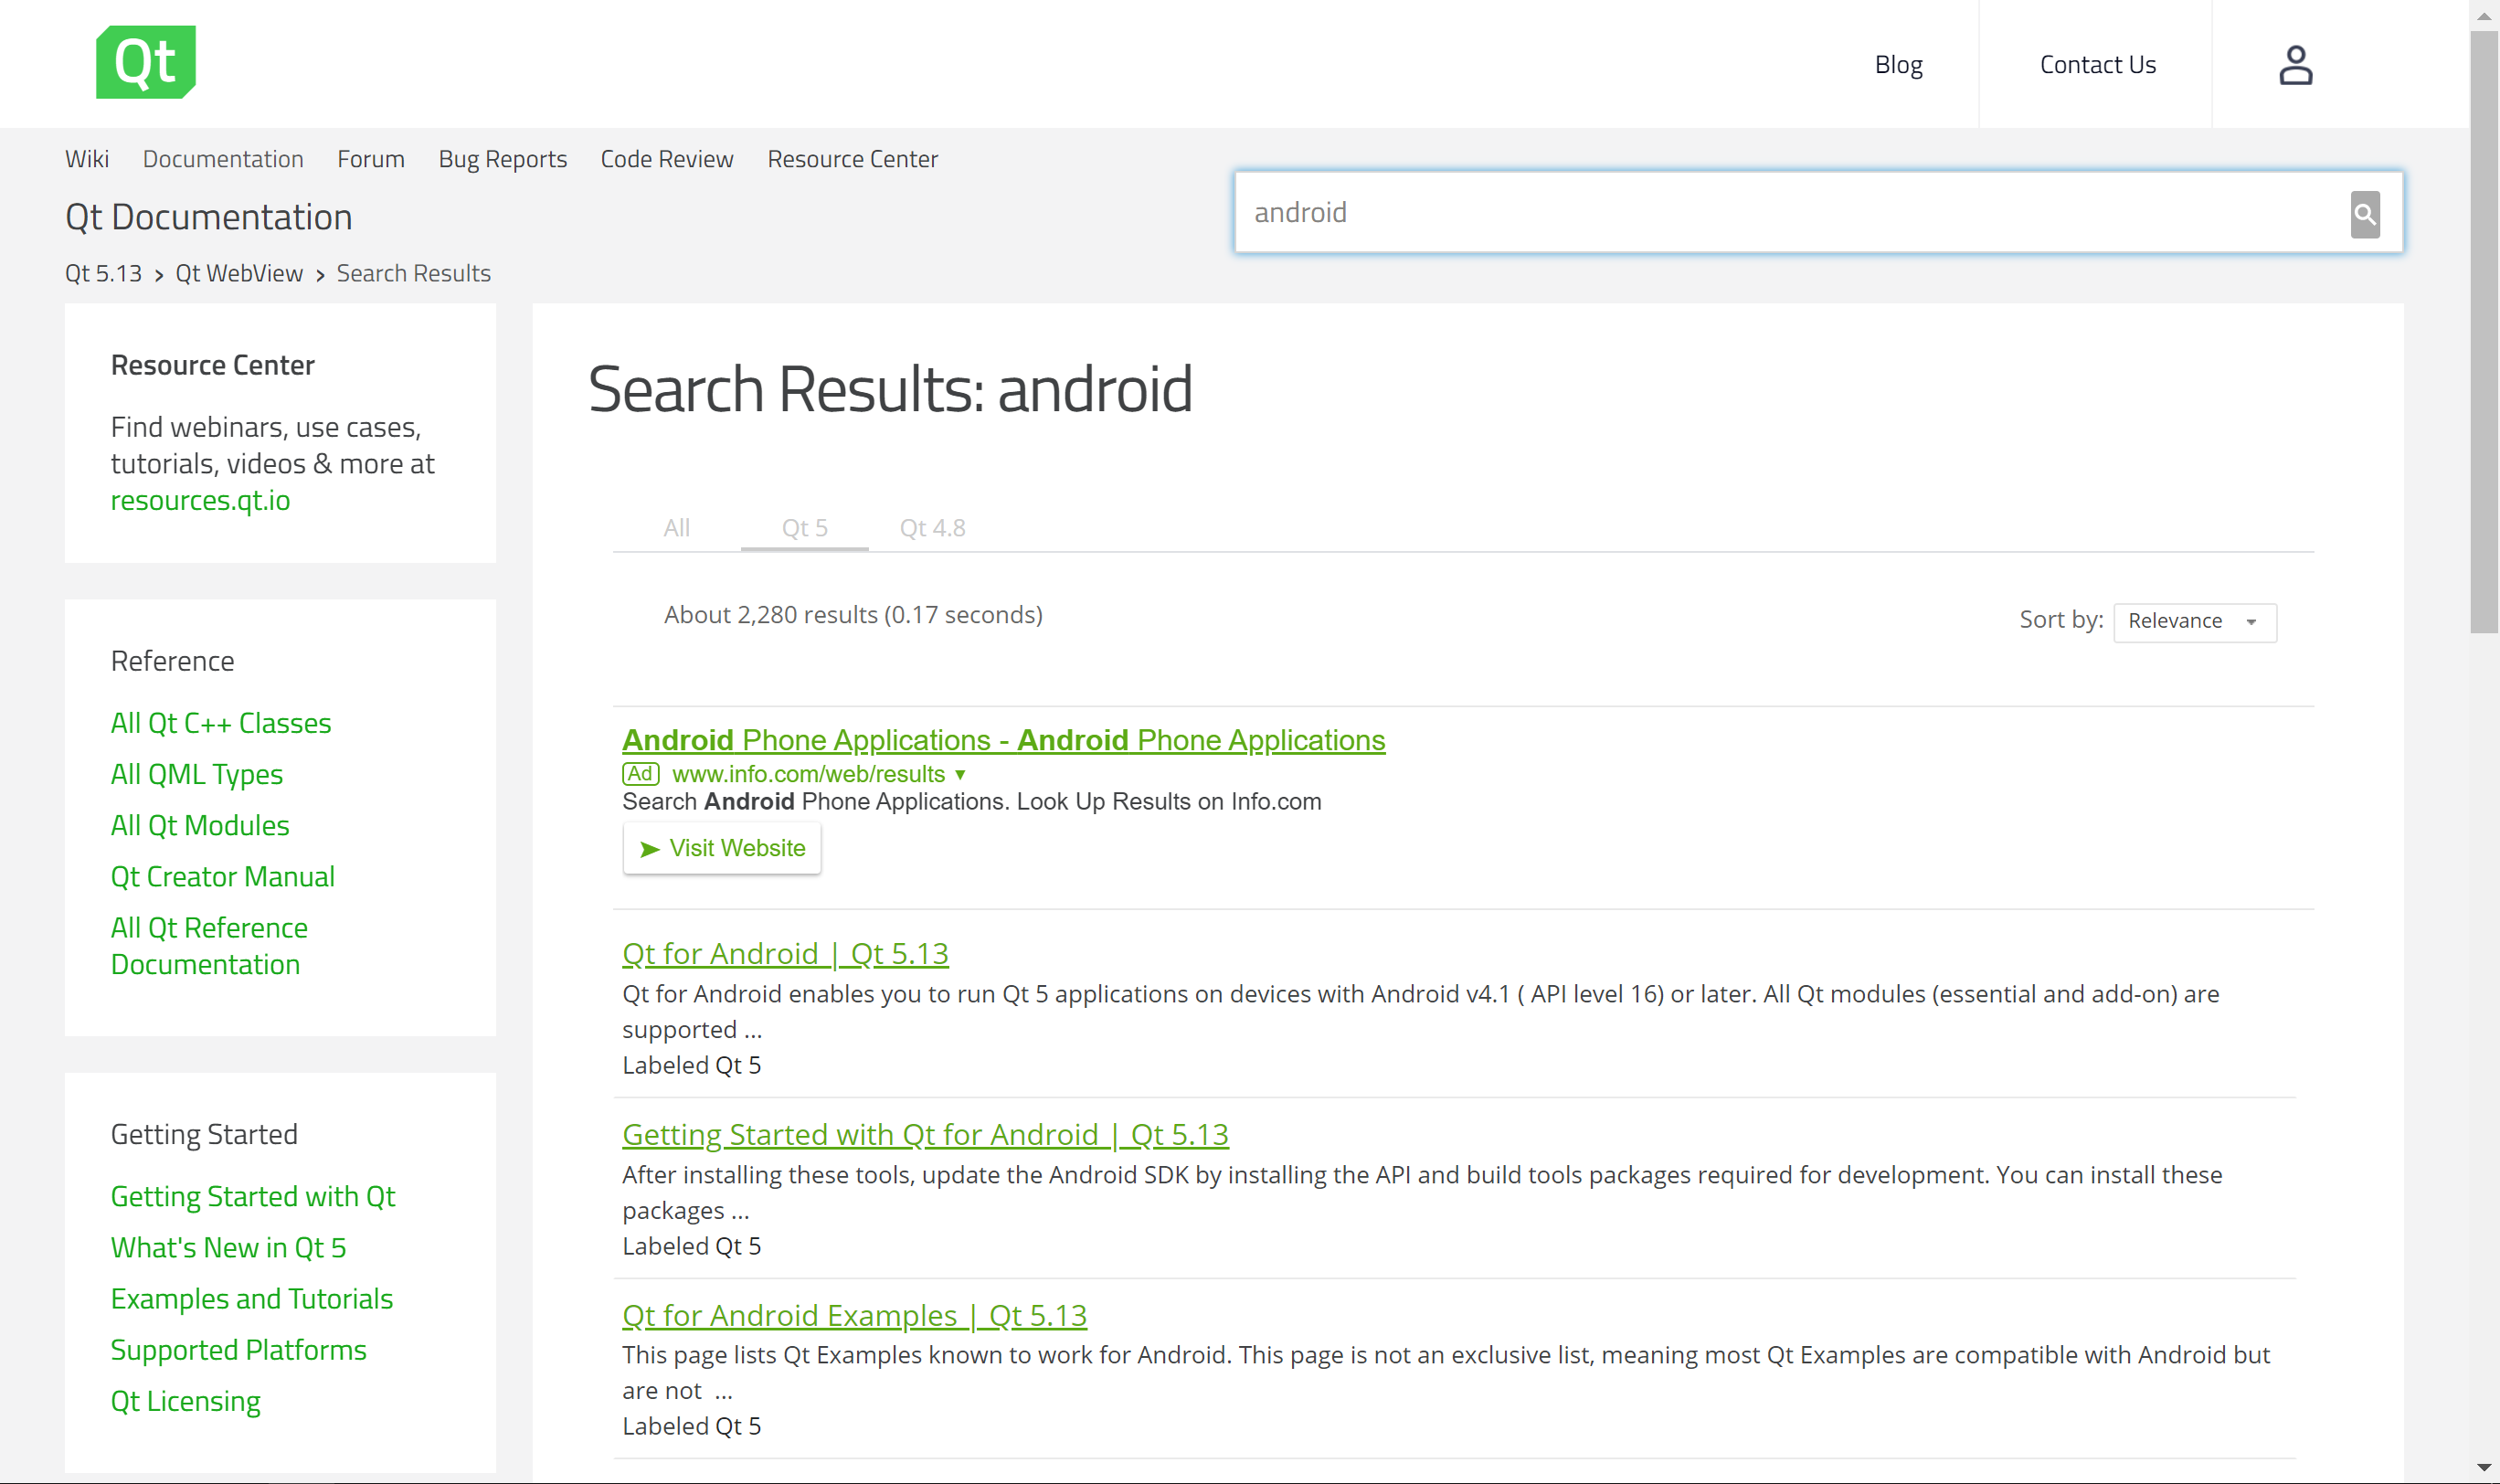 Qt
Blog
Contact Us
Wiki Documentation Forum Bug Reports Code Review Resource Center
android
Qt Documentation
Qt 5.13 › Qt WebView › Search Results
Resource Center
Find webinars, use cases,
tutorials, videos & more at
resources.qt.io
Reference
All Qt C++ Classes
All QML Types
All Qt Modules
Qt Creator Manual
All Qt Reference
Documentation
Getting Started
Getting Started with Qt
What's New in Qt 5
Examples and Tutorials
Supported Platforms
Qt Licensing
Search Results: android
All Qt 5 Qt 4.8
About 2,280 results (0.17 seconds)
Sort by: Relevance
Android Phone Applications - Android Phone Applications
Ad www.info.com/web/results ▼
Search Android Phone Applications. Look Up Results on Info.com
Visit Website
Qt for Android | Qt 5.13
Qt for Android enables you to run Qt 5 applications on devices with Android v4.1 ( API level 16) or later. All Qt modules (essential and add-on) are
supported ...
Labeled Qt 5
Getting Started with Qt for Android | Qt 5.13
After installing these tools, update the Android SDK by installing the API and build tools packages required for development. You can install these
packages ...
Labeled Qt 5
Qt for Android Examples | Qt 5.13
This page lists Qt Examples known to work for Android. This page is not an exclusive list, meaning most Qt Examples are compatible with Android but
are not ...
Labeled Qt 5